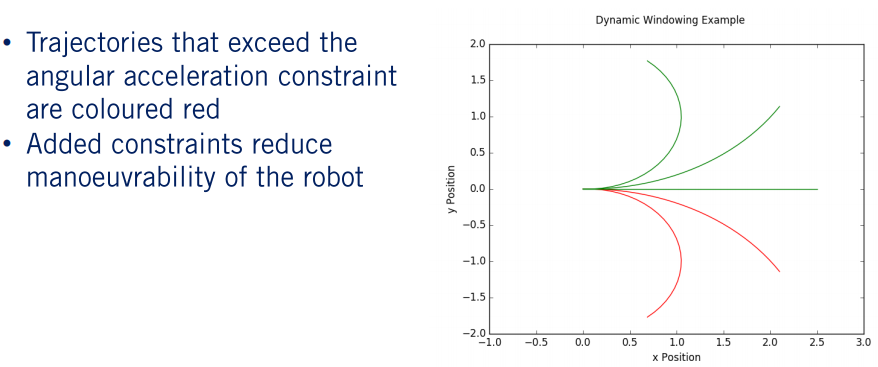 • Trajectories that exceed the
angular acceleration constraint
are coloured red
• Added constraints reduce
manoeuvrability of the robot
Dynamic Windowing Example
2.0
1.5
1.0
0.5
0.0
−0.5
−1.0
−1.5
−2.0
y Position
−1.0 −0.5 0.0 0.5 1.0 1.5 2.0 2.5 3.0
x Position